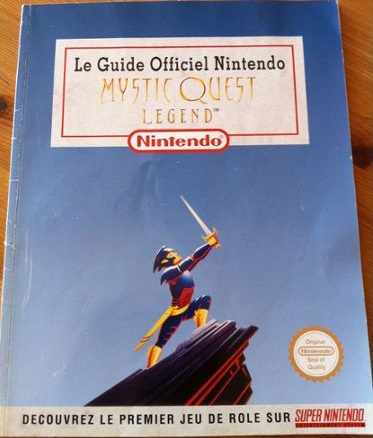 Le Guide Officiel Nintendo
MYSTIC QUEST
LEGEND™
Nintendo®
Original
Nintendo
Seal of
Quality
DECOUVREZ LE PREMIER JEU DE ROLE SUR SUPER NINTENDO